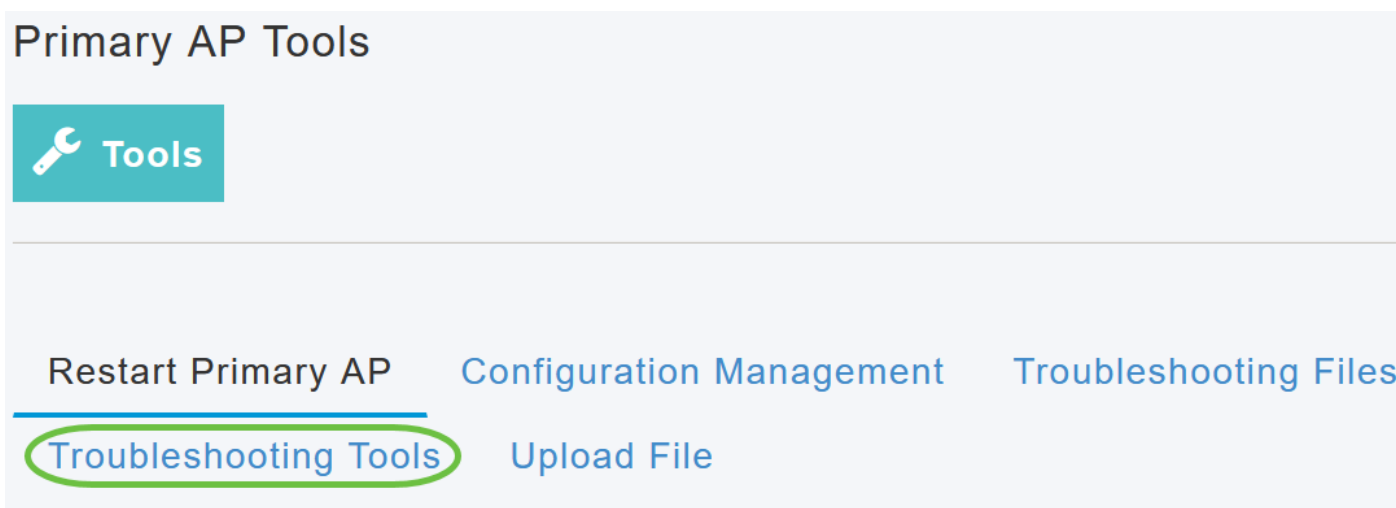 Primary AP Tools
Tools
Restart Primary AP Configuration Management Troubleshooting Files
Troubleshooting Tools Upload File